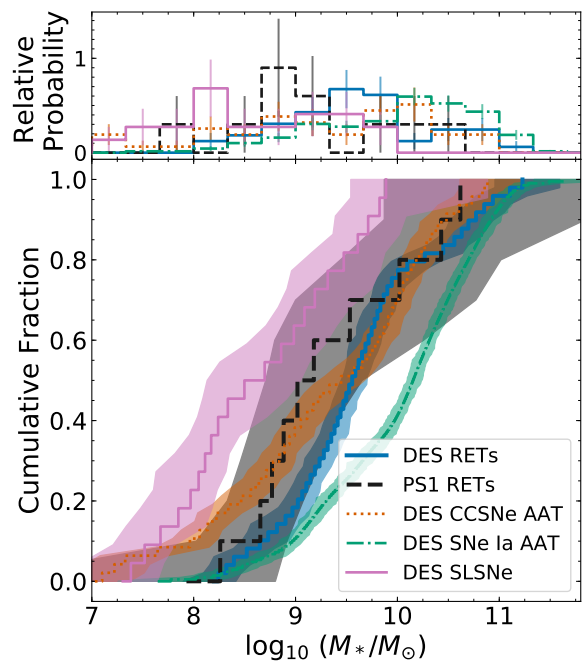 Relative
Probability
1
0
Cumulative Fraction
1.0
0.8
0.6
0.4
0.2
0.0
DES RETs
PS1 RETs
DES CCSNe AAT
DES SNe Ia AAT
DES SLSNe
7 8 9 10 11
log₁₀ (M*/M⊙)